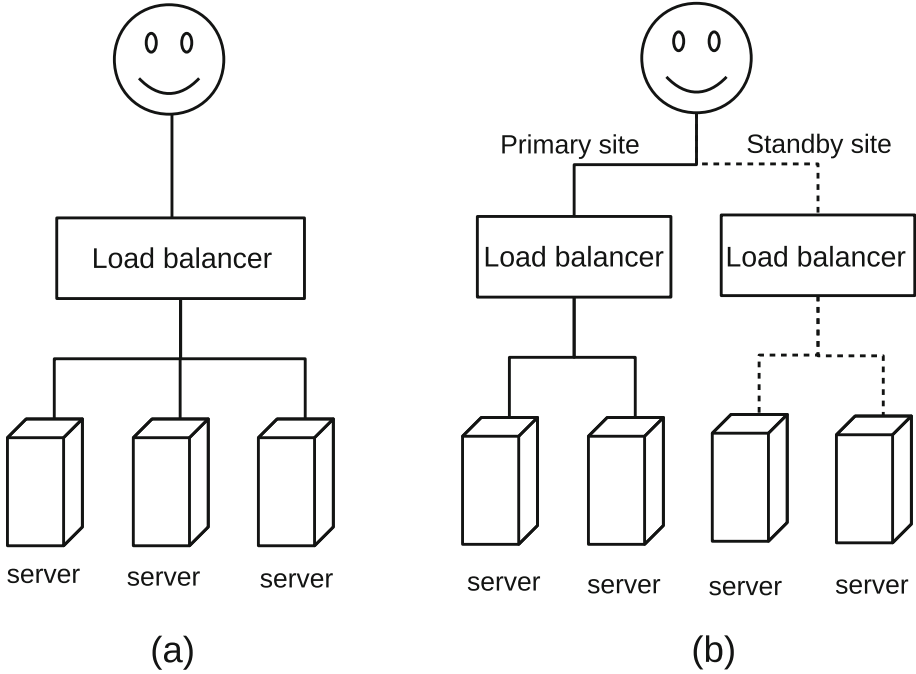 Primary site
Standby site
Load balancer
Load balancer
Load balancer
server
server
server
server
server
server
server
(a)
(b)